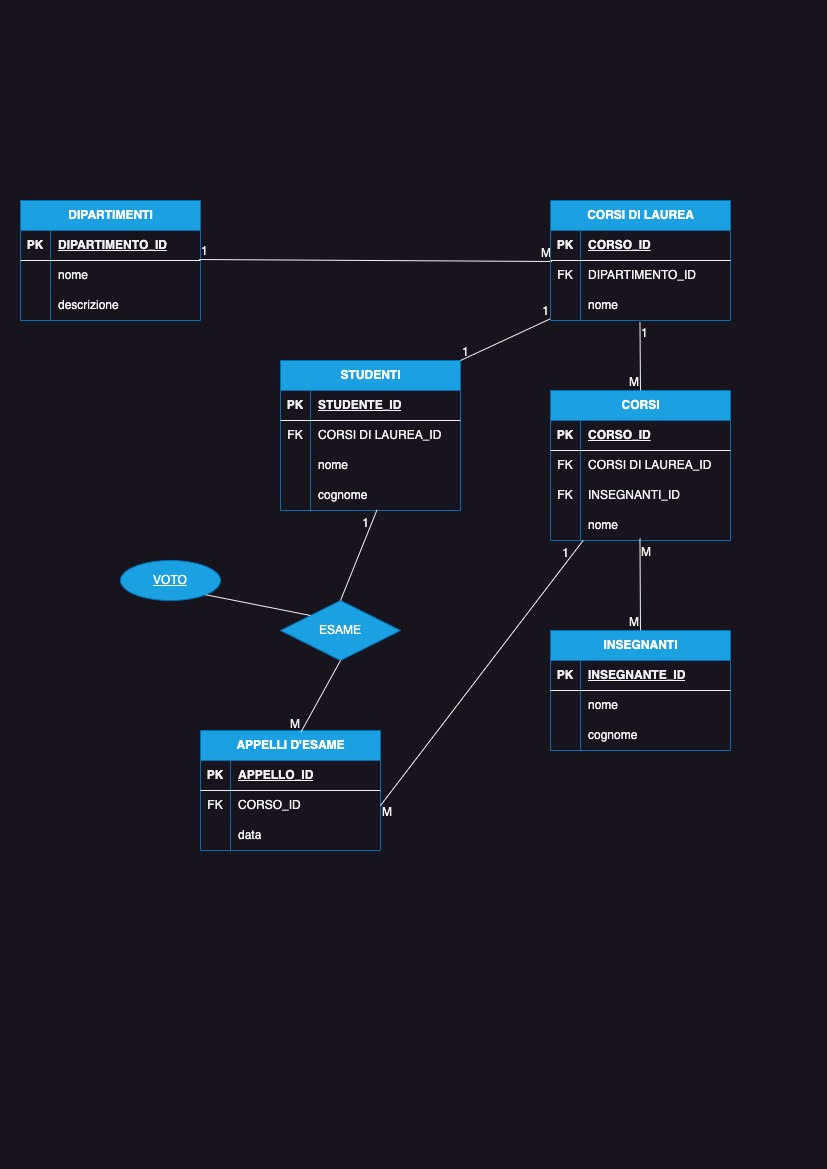 DIPARTIMENTI
PK DIPARTIMENTO_ID
nome
descrizione
1
M
CORSI DI LAUREA
PK CORSO_ID
FK DIPARTIMENTO_ID
nome
1
1
1
M
STUDENTI
PK STUDENTE_ID
FK CORSI DI LAUREA_ID
nome
cognome
CORSI
PK CORSO_ID
FK CORSI DI LAUREA_ID
FK INSEGNANTI_ID
nome
1
1
M
M
VOTO
ESAME
INSEGNANTI
PK INSEGNANTE_ID
nome
cognome
M
APPELLI D'ESAME
PK APPELLO_ID
FK CORSO_ID
data
M